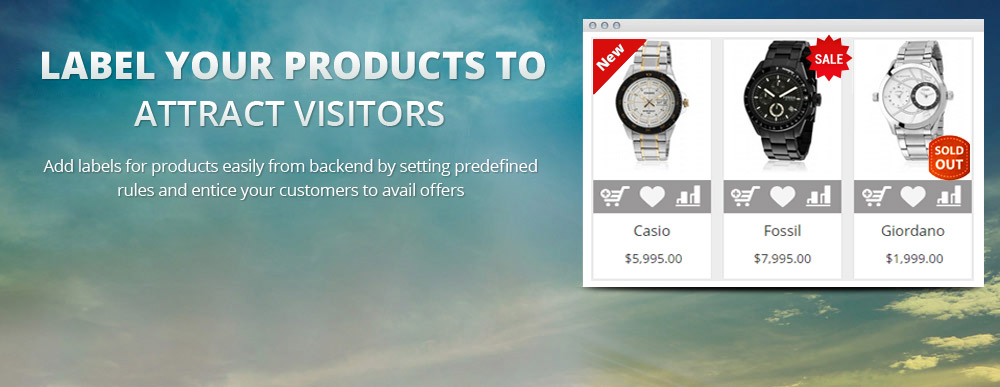 LABEL YOUR PRODUCTS TO
ATTRACT VISITORS
Add labels for products easily from backend by setting predefined
rules and entice your customers to avail offers
New
SALE
SOLD
OUT
Casio
Fossil
Giordano
$5,995.00
$7,995.00
$1,999.00